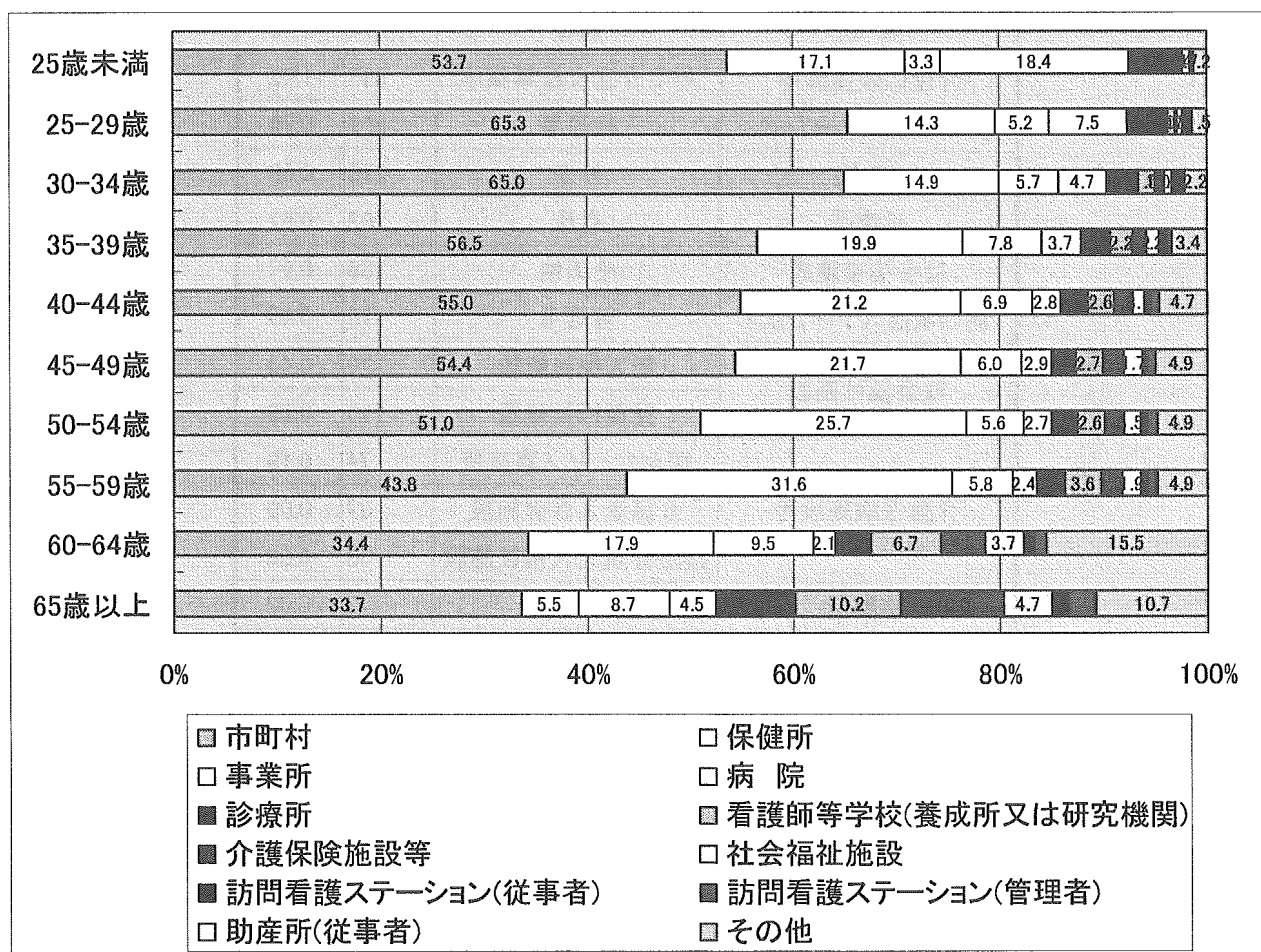 25歳未満 53.7 17.1 3.3 18.4
25-29歳 65.3 14.3 5.2 7.5
30-34歳 65.0 14.9 5.7 4.7 2.2
35-39歳 56.5 19.9 7.8 3.7 2.2 3.4
40-44歳 55.0 21.2 6.9 2.8 2.6 4.7
45-49歳 54.4 21.7 6.0 2.9 2.7 4.9
50-54歳 51.0 25.7 5.6 2.7 2.6 4.9
55-59歳 43.8 31.6 5.8 2.4 3.6 4.9
60-64歳 34.4 17.9 9.5 2.1 6.7 3.7 15.5
65歳以上 33.7 5.5 8.7 4.5 10.2 4.7 10.7
0% 20% 40% 60% 80% 100%
市町村 保健所
事業所 病 院
診療所 看護師等学校(養成所又は研究機関)
介護保険施設等 社会福祉施設
訪問看護ステーション(従事者) 訪問看護ステーション(管理者)
助産所(従事者) その他